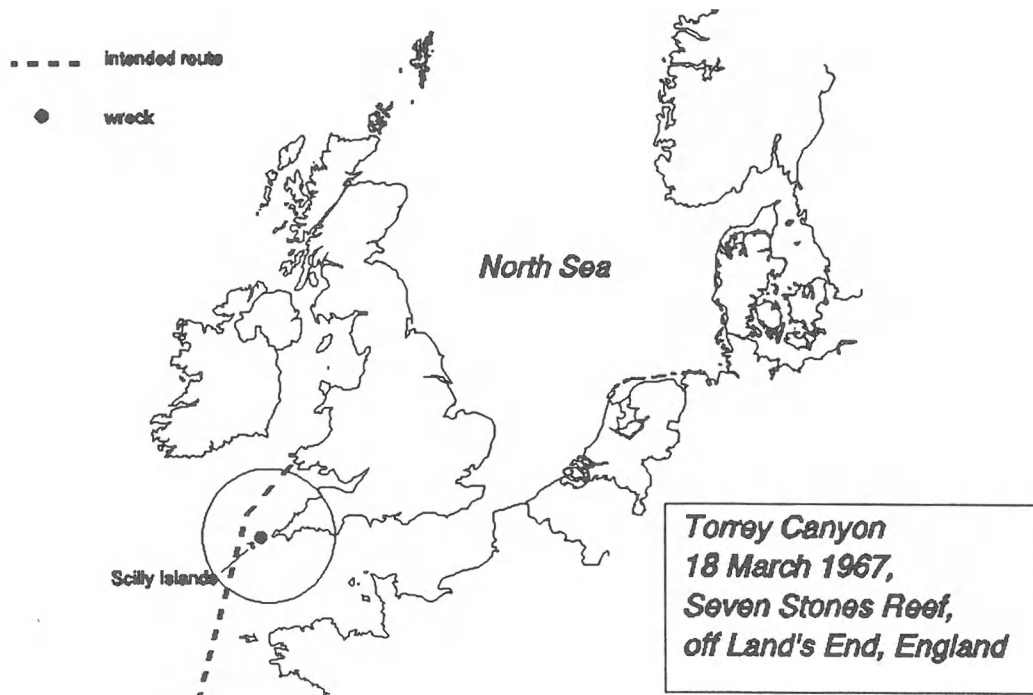 intended route
wreck
North Sea
Scilly Islands
Torrey Canyon
18 March 1967,
Seven Stones Reef,
off Land's End, England